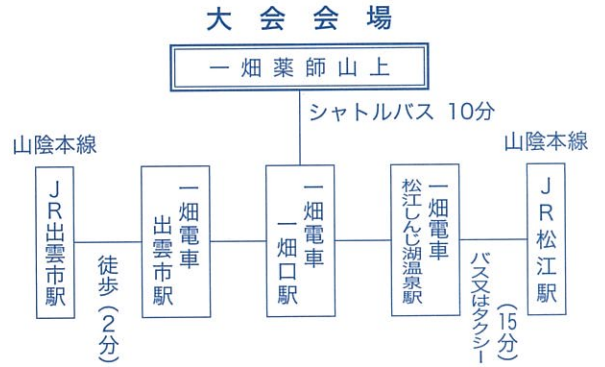 大会会場
一畑薬師山上
シャトルバス 10分
山陰本線
JR出雲市駅
徒歩(2分)
一畑電車
出雲市駅
一畑電車
一畑口駅
一畑電車
松江しんじ湖温泉駅
バス又はタクシー
(15分)
山陰本線
JR松江駅